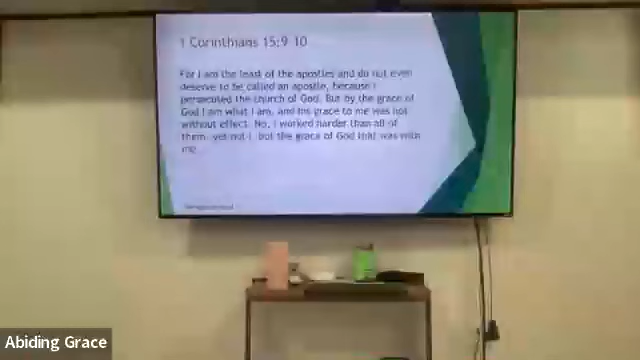 1 Corinthians 15:9-10
For I am the least of the apostles and do not even
deserve to be called an apostle, because I
persecuted the church of God. But by the grace of
God I am what I am, and his grace to me was not
without effect. No, I worked harder than all of
them, yet not I, but the grace of God that was with
me.
Abiding Grace